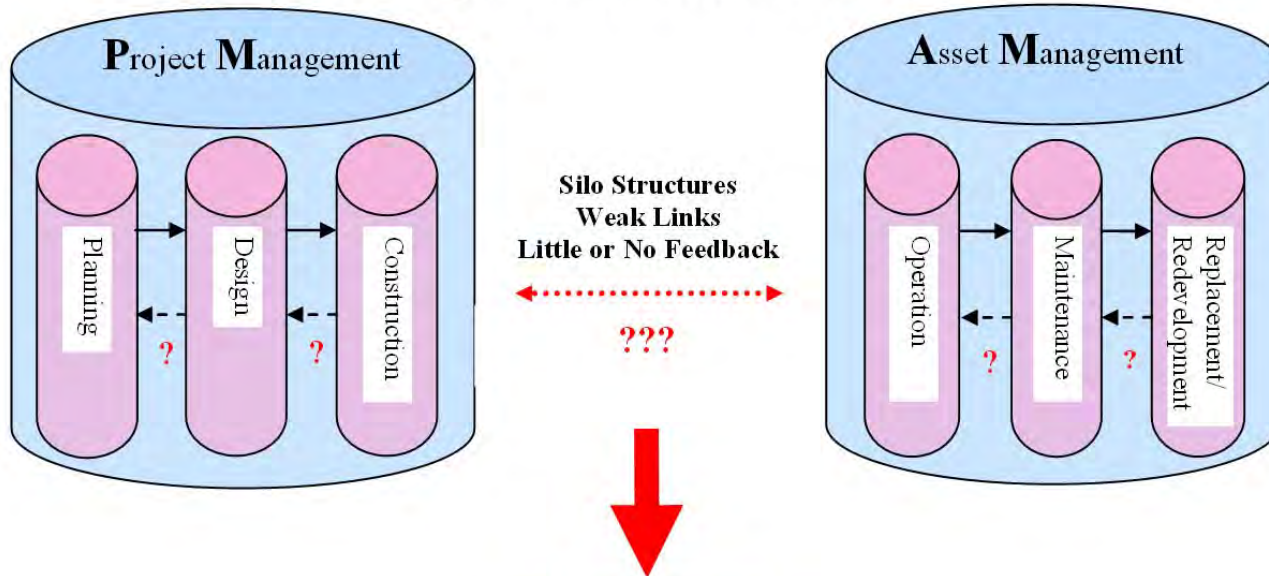 Project Management
Asset Management
Silo Structures
Weak Links
Little or No Feedback
???
Planning
Design
Construction
?
?
Operation
Maintenance
Replacement/
Redevelopment
?
?